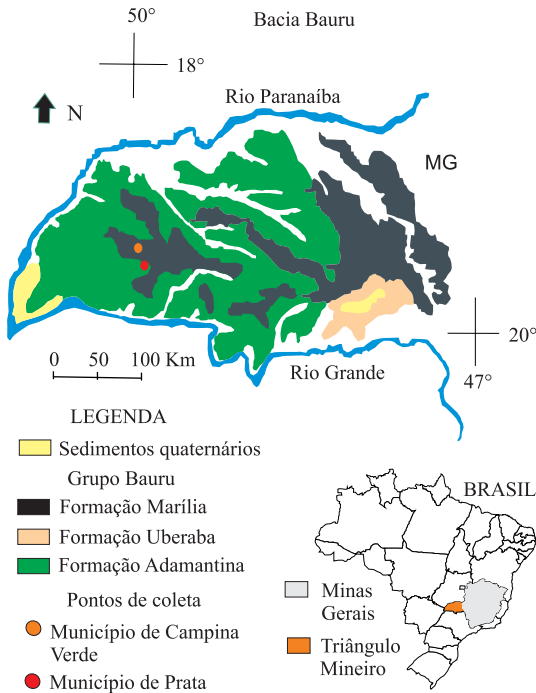 50°
Bacia Bauru
18°
N
Rio Paranaíba
MG
20°
47°
0 50 100 Km
Rio Grande
LEGENDA
Sedimentos quaternários
Grupo Bauru
Formação Marília
Formação Uberaba
Formação Adamantina
Pontos de coleta
Município de Campina
Verde
Município de Prata
BRASIL
Minas
Gerais
Triângulo
Mineiro